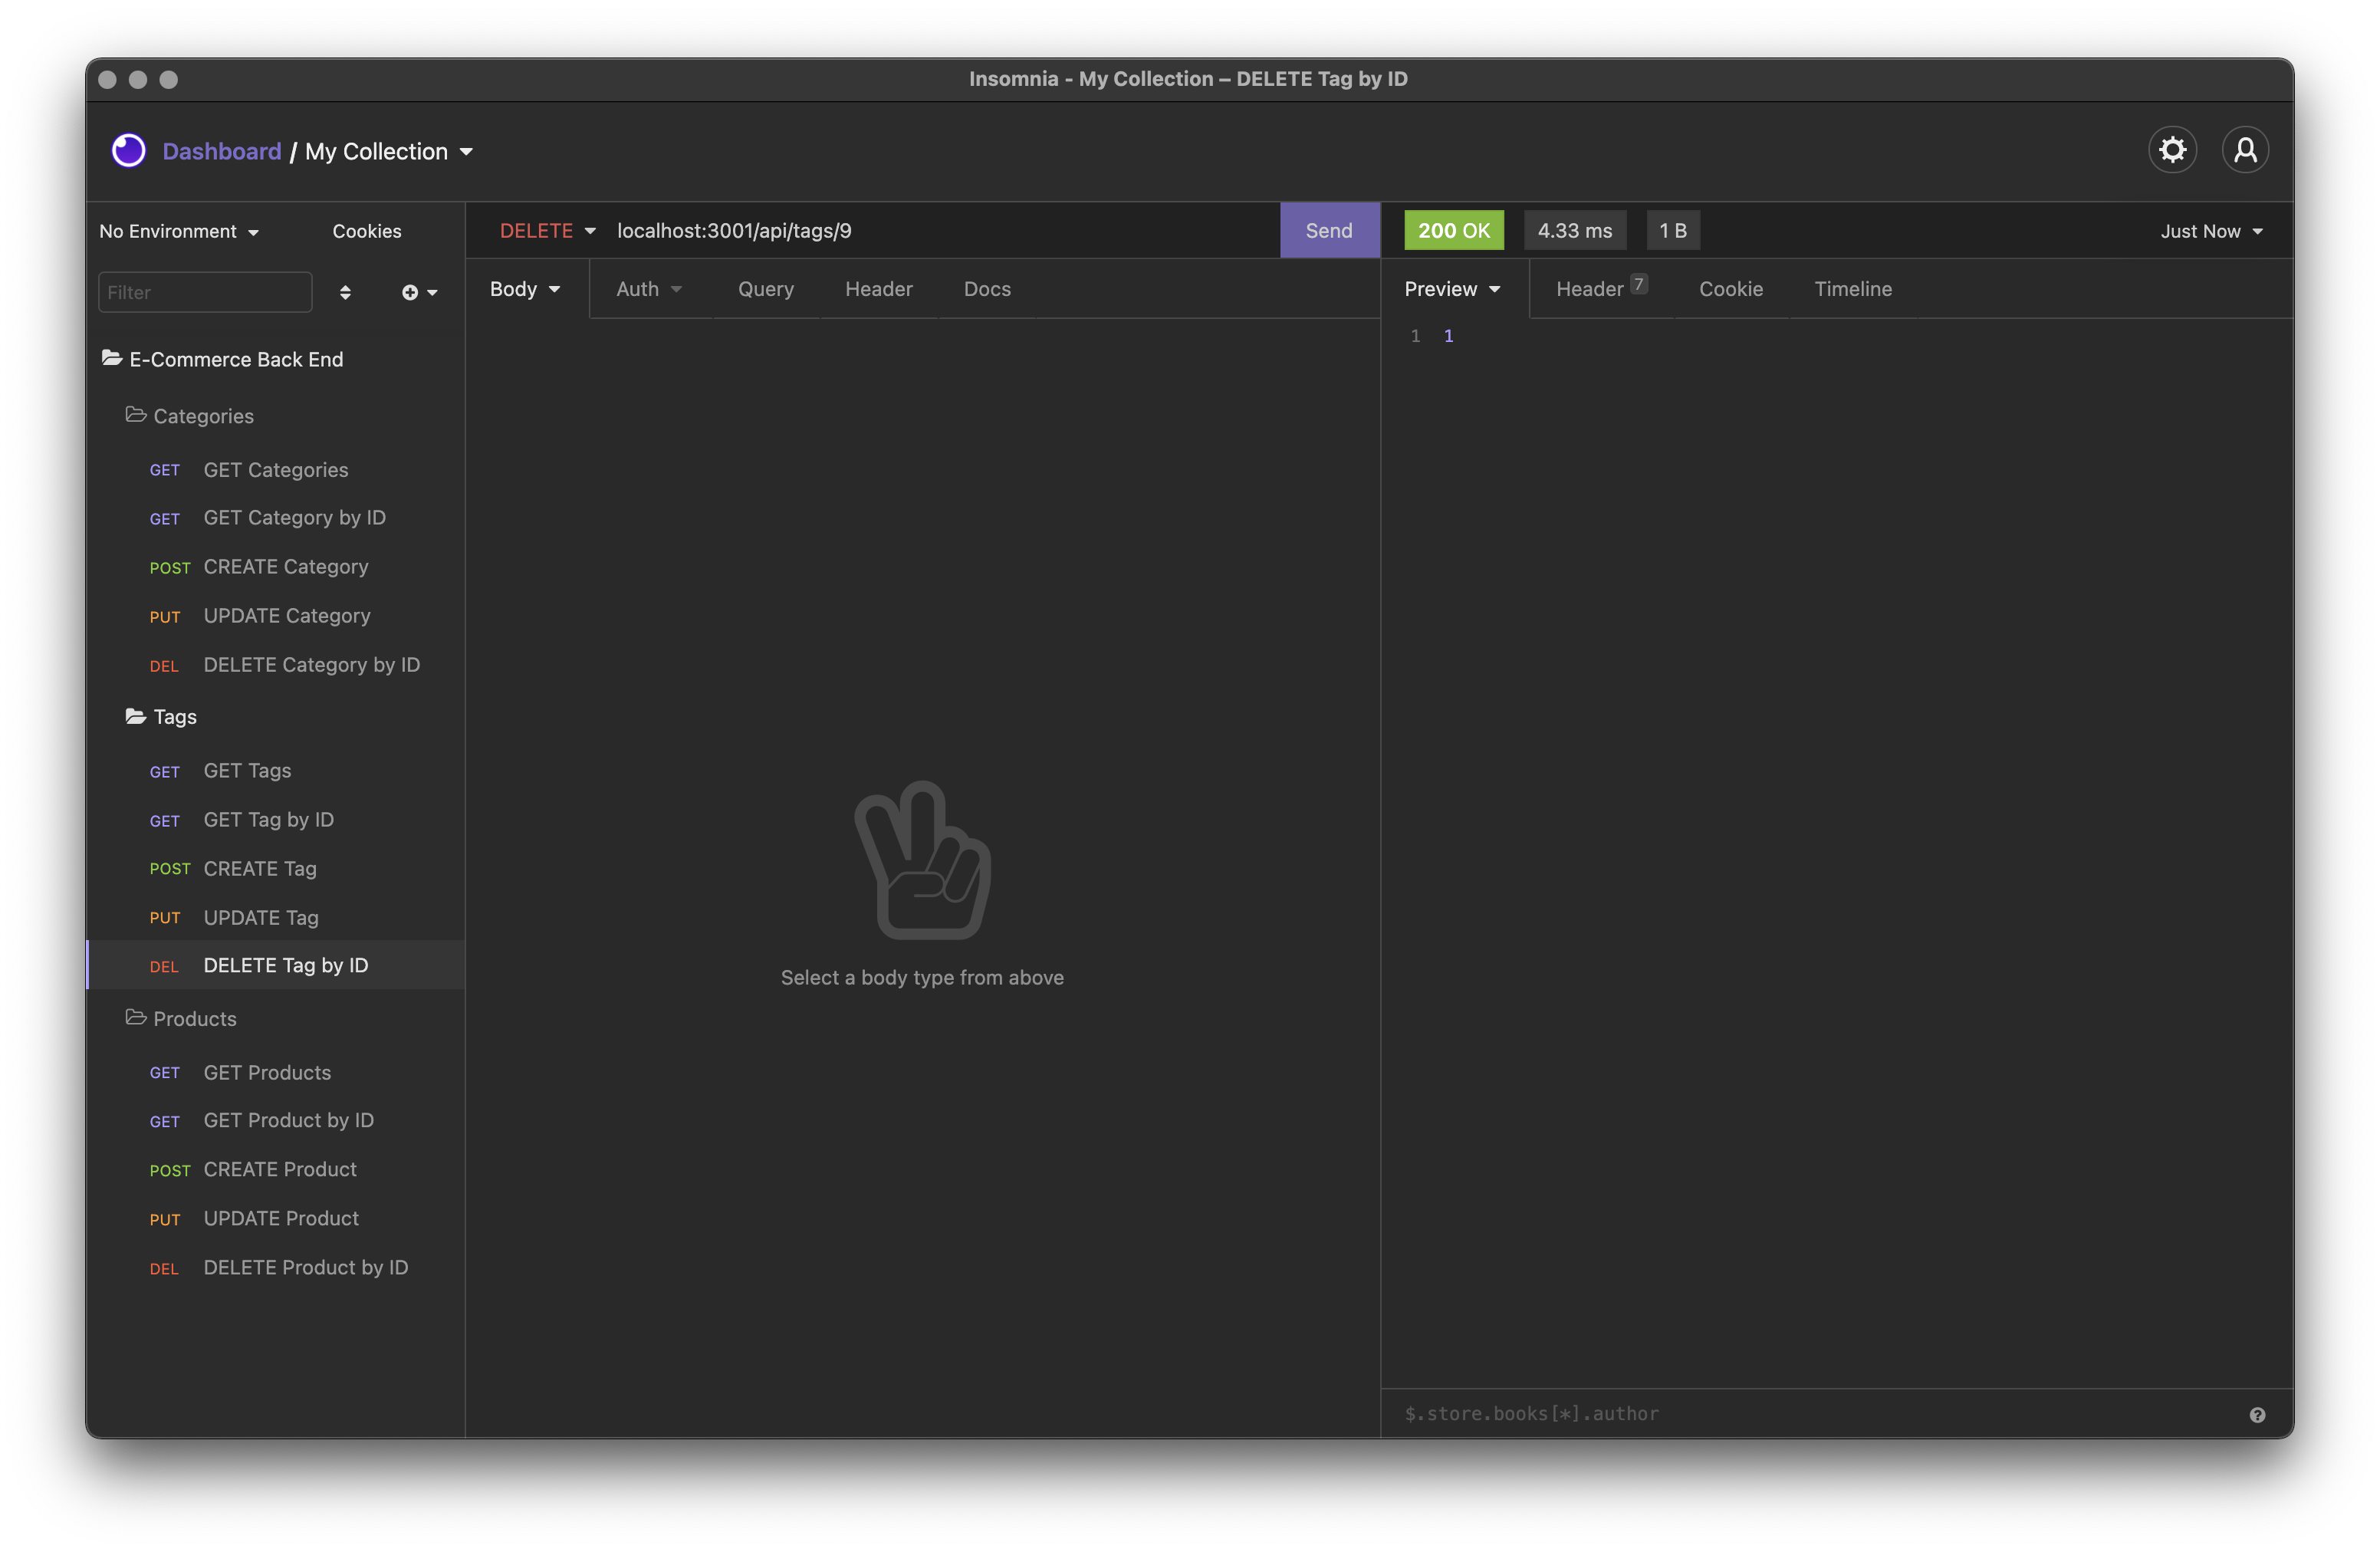 Insomnia - My Collection – DELETE Tag by ID
Dashboard / My Collection
No Environment
Cookies
DELETE
localhost:3001/api/tags/9
Send
200 OK
4.33 ms
1 B
Just Now
Filter
Body
Auth
Query
Header
Docs
Preview
Header 7
Cookie
Timeline
1 1
E-Commerce Back End
Categories
GET GET Categories
GET GET Category by ID
POST CREATE Category
PUT UPDATE Category
DEL DELETE Category by ID
Tags
GET GET Tags
GET GET Tag by ID
POST CREATE Tag
PUT UPDATE Tag
DEL DELETE Tag by ID
Products
GET GET Products
GET GET Product by ID
POST CREATE Product
PUT UPDATE Product
DEL DELETE Product by ID
Select a body type from above
$.store.books[*].author
?